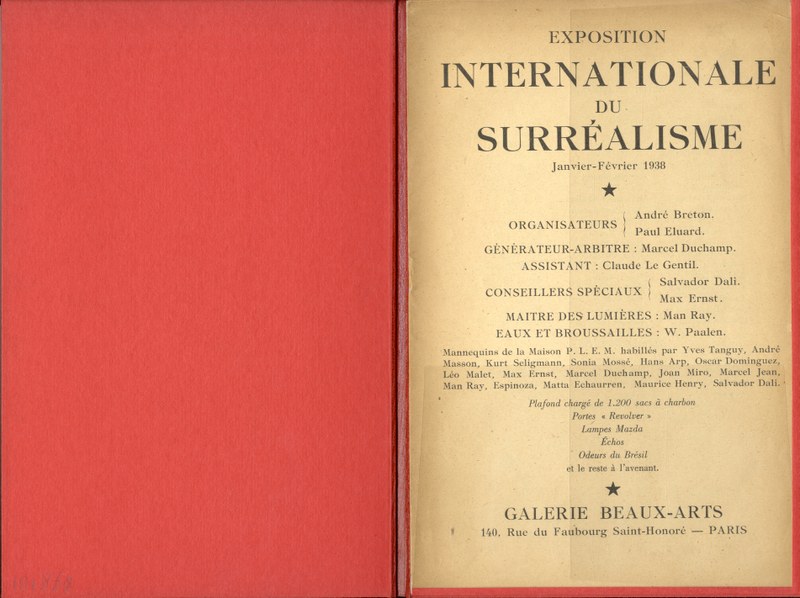 EXPOSITION
INTERNATIONALE
DU
SURRÉALISME
Janvier-Février 1938
ORGANISATEURS
André Breton.
Paul Eluard.
GÉNÉRATEUR-ARBITRE : Marcel Duchamp.
ASSISTANT : Claude Le Gentil.
CONSEILLERS SPÉCIAUX
Salvador Dali.
Max Ernst.
MAITRE DES LUMIÈRES : Man Ray.
EAUX ET BROUSSAILLES : W. Paalen.
Mannequins de la Maison P. L. E. M. habillés par Yves Tanguy, André
Masson, Kurt Seligmann, Sonia Mossé, Hans Arp, Oscar Dominguez,
Léo Malet, Max Ernst, Marcel Duchamp, Joan Miro, Marcel Jean,
Man Ray, Espinoza, Matta Echaurren, Maurice Henry, Salvador Dali.
Plafond chargé de 1.200 sacs à charbon
Portes « Revolver »
Lampes Mazda
Échos
Odeurs du Brésil
et le reste à l'avenant.
GALERIE BEAUX-ARTS
140, Rue du Faubourg Saint-Honoré — PARIS